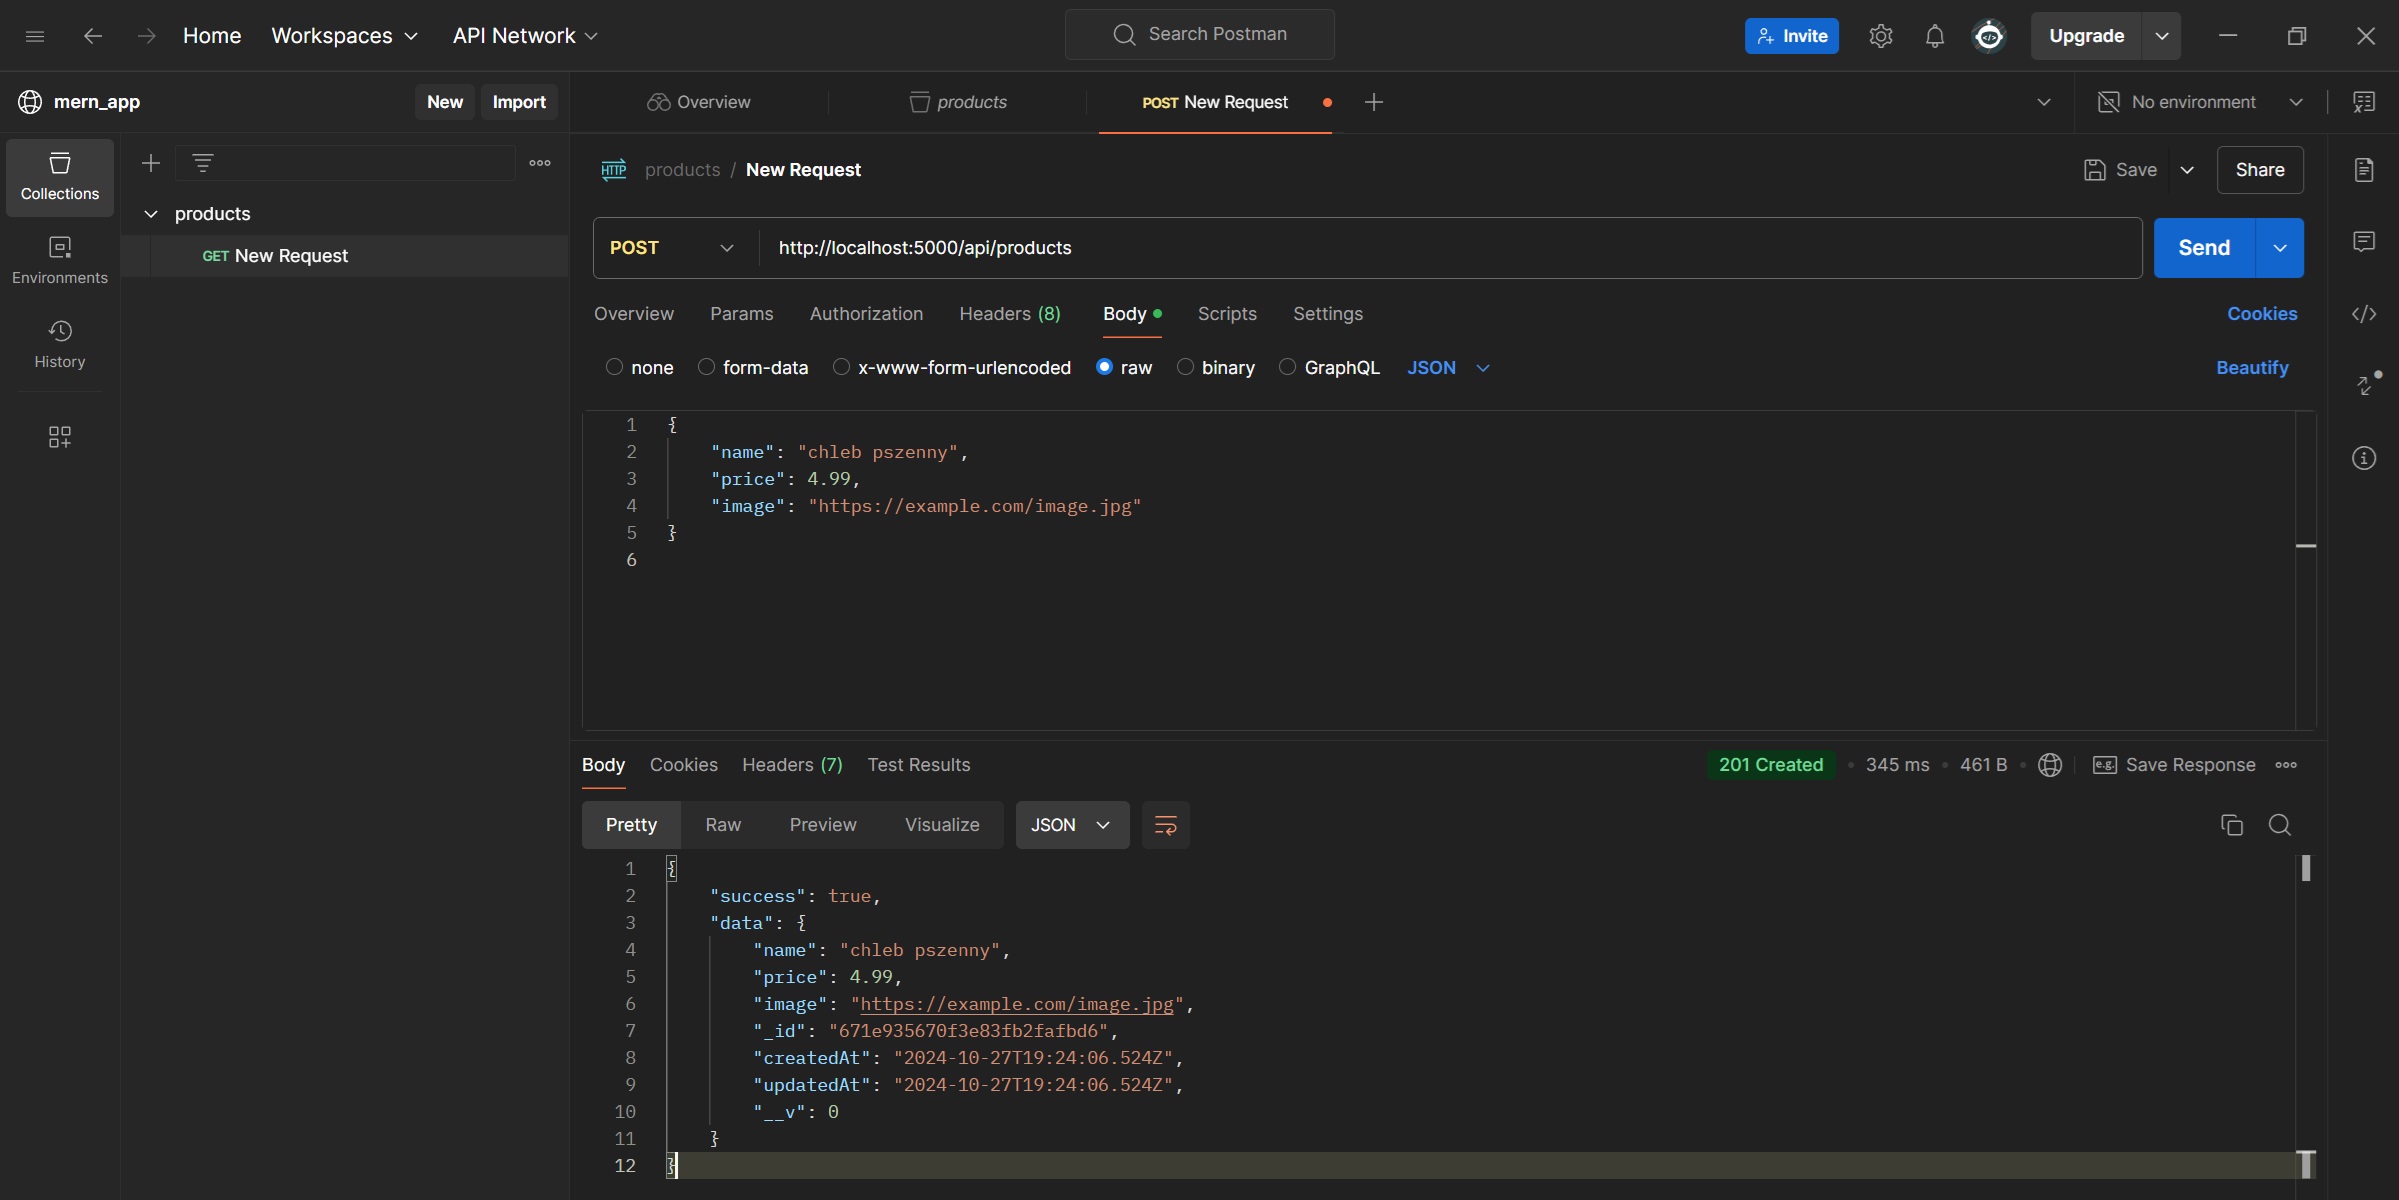 Home Workspaces API Network Search Postman Invite Upgrade
mern_app New Import Overview products POST New Request No environment
Collections
Environments
History
products
GET New Request
HTTP products / New Request Save Share
POST http://localhost:5000/api/products Send
Overview Params Authorization Headers (8) Body Scripts Settings Cookies
none form-data x-www-form-urlencoded raw binary GraphQL JSON Beautify
1 {
2 "name": "chleb pszenny",
3 "price": 4.99,
4 "image": "https://example.com/image.jpg"
5 }
6
Body Cookies Headers (7) Test Results 201 Created 345 ms 461 B e.g. Save Response
Pretty Raw Preview Visualize JSON
1 {
2 "success": true,
3 "data": {
4 "name": "chleb pszenny",
5 "price": 4.99,
6 "image": "https://example.com/image.jpg",
7 "_id": "671e935670f3e83fb2fafbd6",
8 "createdAt": "2024-10-27T19:24:06.524Z",
9 "updatedAt": "2024-10-27T19:24:06.524Z",
10 "__v": 0
11 }
12 }